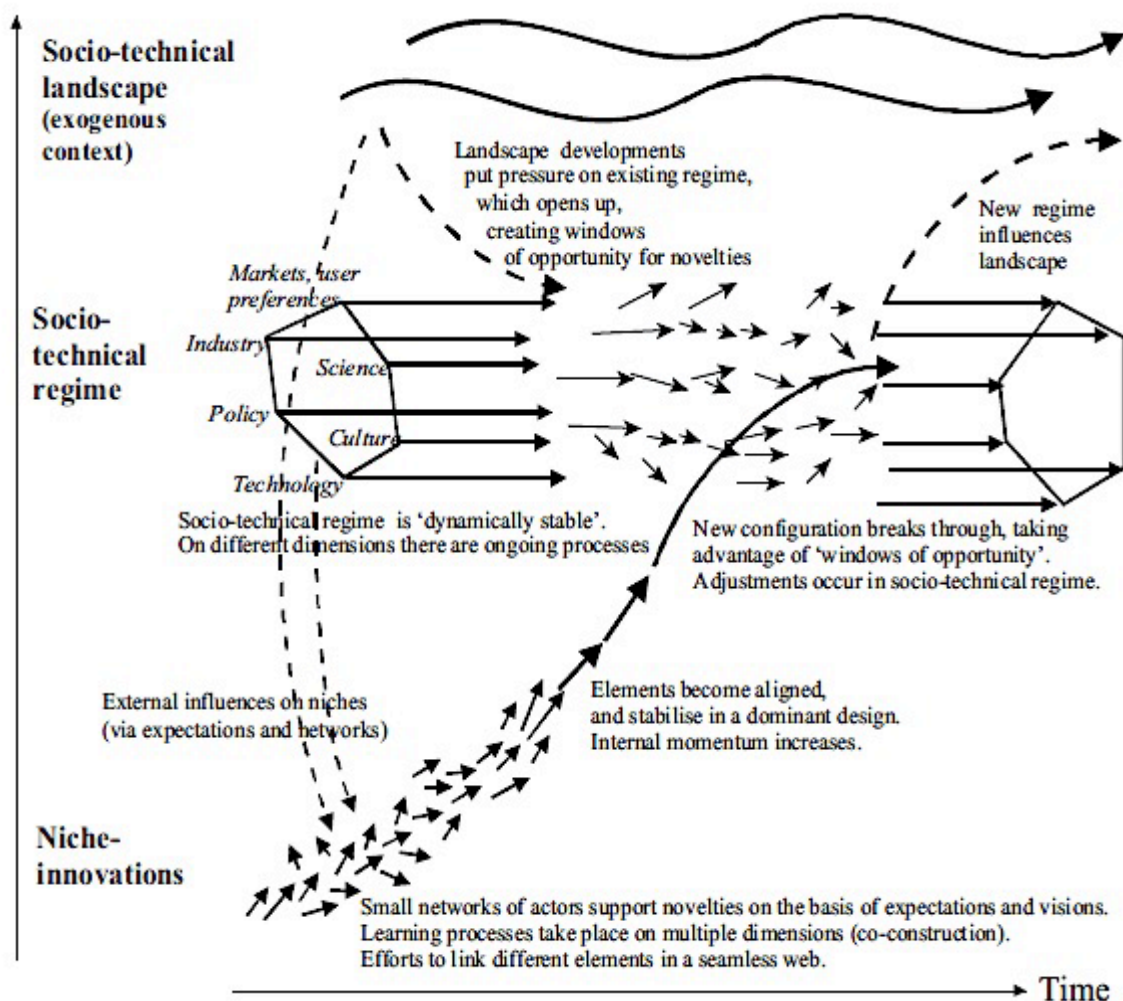 Socio-technical
landscape
(exogenous
context)
Landscape developments
put pressure on existing regime,
which opens up,
creating windows
of opportunity for novelties
New regime
influences
landscape
Markets, user
preferences
Socio-
technical
regime
Industry
Science
Policy
Culture
Technology
Socio-technical regime is ‘dynamically stable’.
On different dimensions there are ongoing processes
New configuration breaks through, taking
advantage of ‘windows of opportunity’.
Adjustments occur in socio-technical regime.
External influences on niches
(via expectations and networks)
Elements become aligned,
and stabilise in a dominant design.
Internal momentum increases.
Niche-
innovations
Small networks of actors support novelties on the basis of expectations and visions.
Learning processes take place on multiple dimensions (co-construction).
Efforts to link different elements in a seamless web.
Time